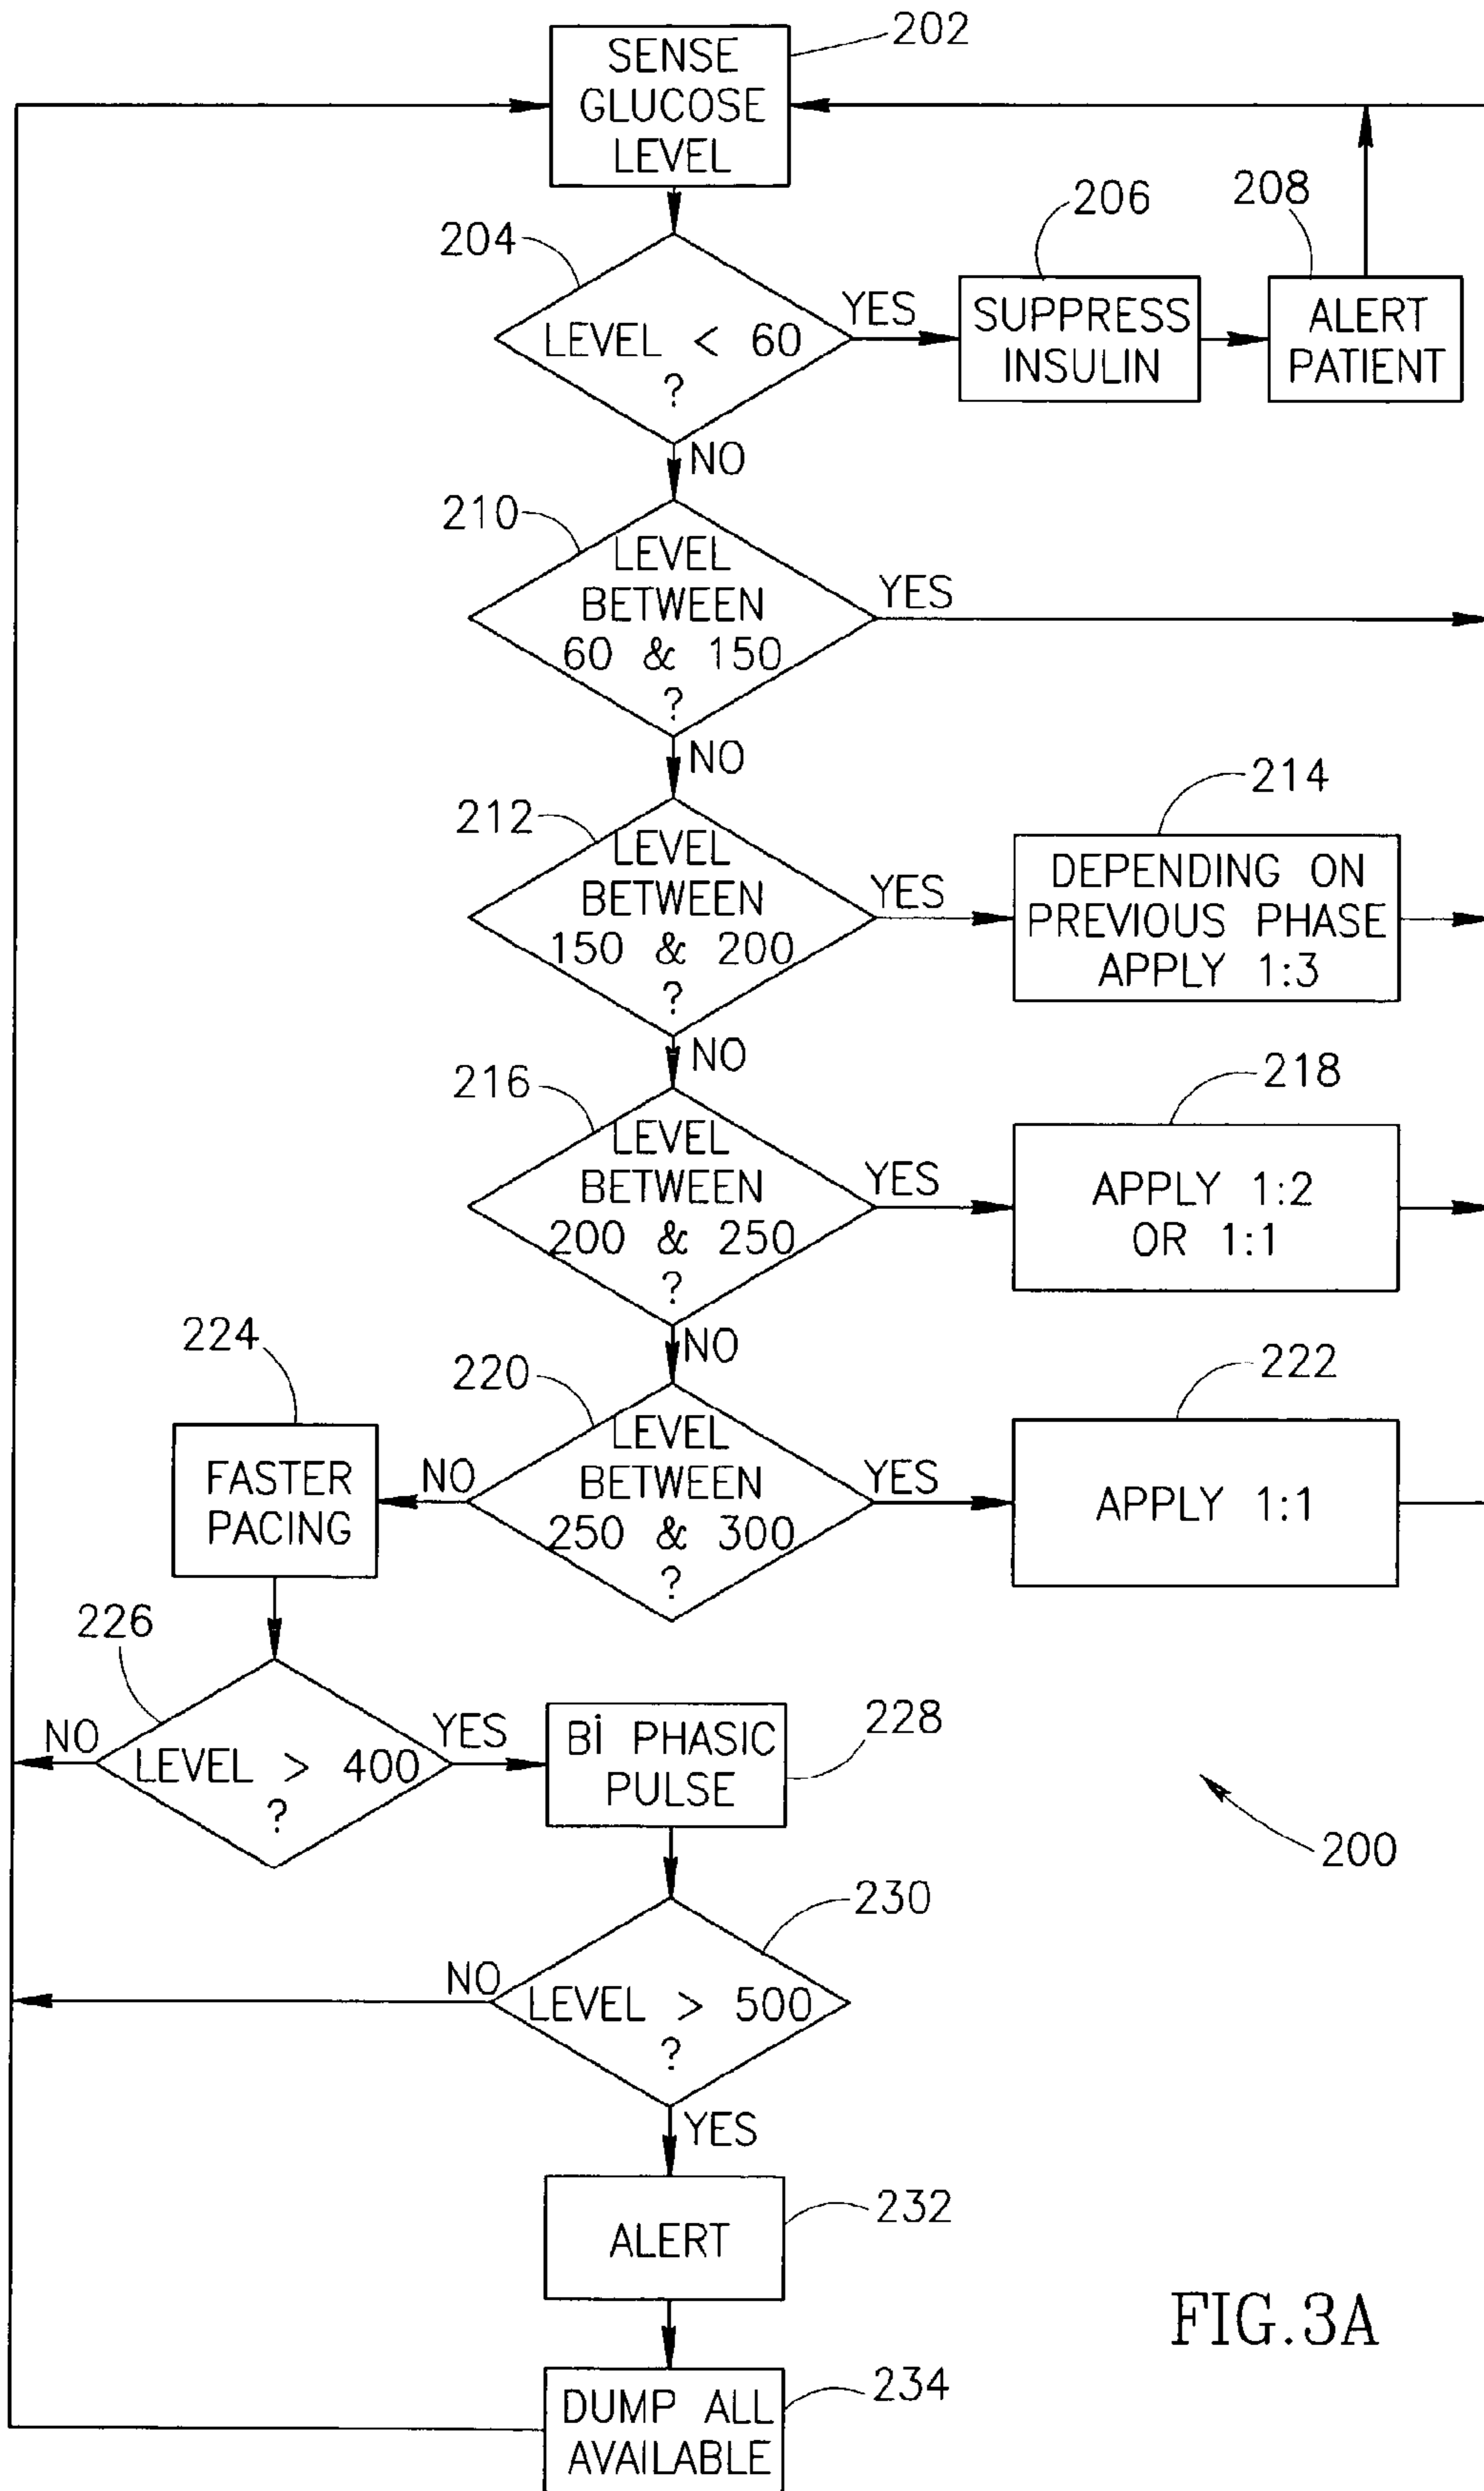 202
SENSE
GLUCOSE
LEVEL
204
LEVEL < 60
?
YES
206
SUPPRESS
INSULIN
208
ALERT
PATIENT
NO
210
LEVEL
BETWEEN
60 & 150
?
YES
NO
212
LEVEL
BETWEEN
150 & 200
?
YES
214
DEPENDING ON
PREVIOUS PHASE
APPLY 1:3
NO
216
LEVEL
BETWEEN
200 & 250
?
YES
218
APPLY 1:2
OR 1:1
NO
220
LEVEL
BETWEEN
250 & 300
?
YES
222
APPLY 1:1
NO
224
FASTER
PACING
226
LEVEL > 400
?
NO
YES
228
Bi PHASIC
PULSE
200
230
LEVEL > 500
?
NO
YES
232
ALERT
234
DUMP ALL
AVAILABLE
FIG.3A